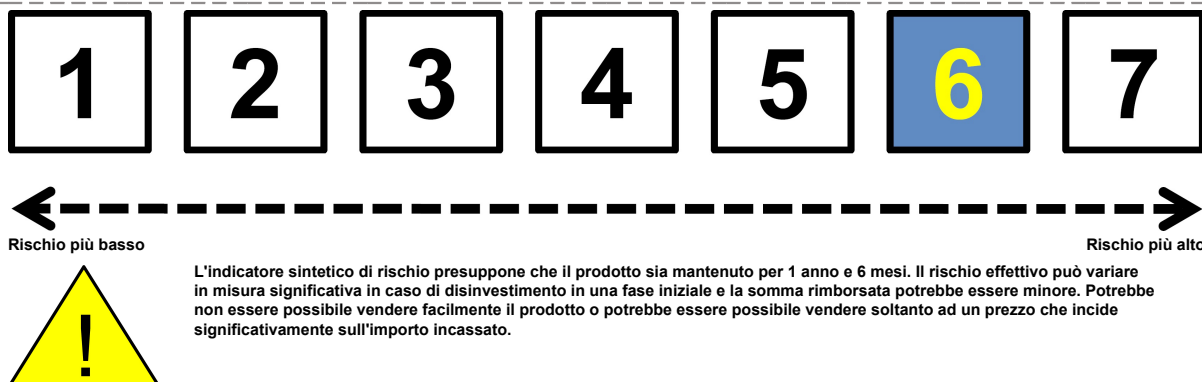 1 2 3 4 5 6 7
Rischio più basso Rischio più alto
L'indicatore sintetico di rischio presuppone che il prodotto sia mantenuto per 1 anno e 6 mesi. Il rischio effettivo può variare
in misura significativa in caso di disinvestimento in una fase iniziale e la somma rimborsata potrebbe essere minore. Potrebbe
non essere possibile vendere facilmente il prodotto o potrebbe essere possibile vendere soltanto ad un prezzo che incide
significativamente sull'importo incassato.
!